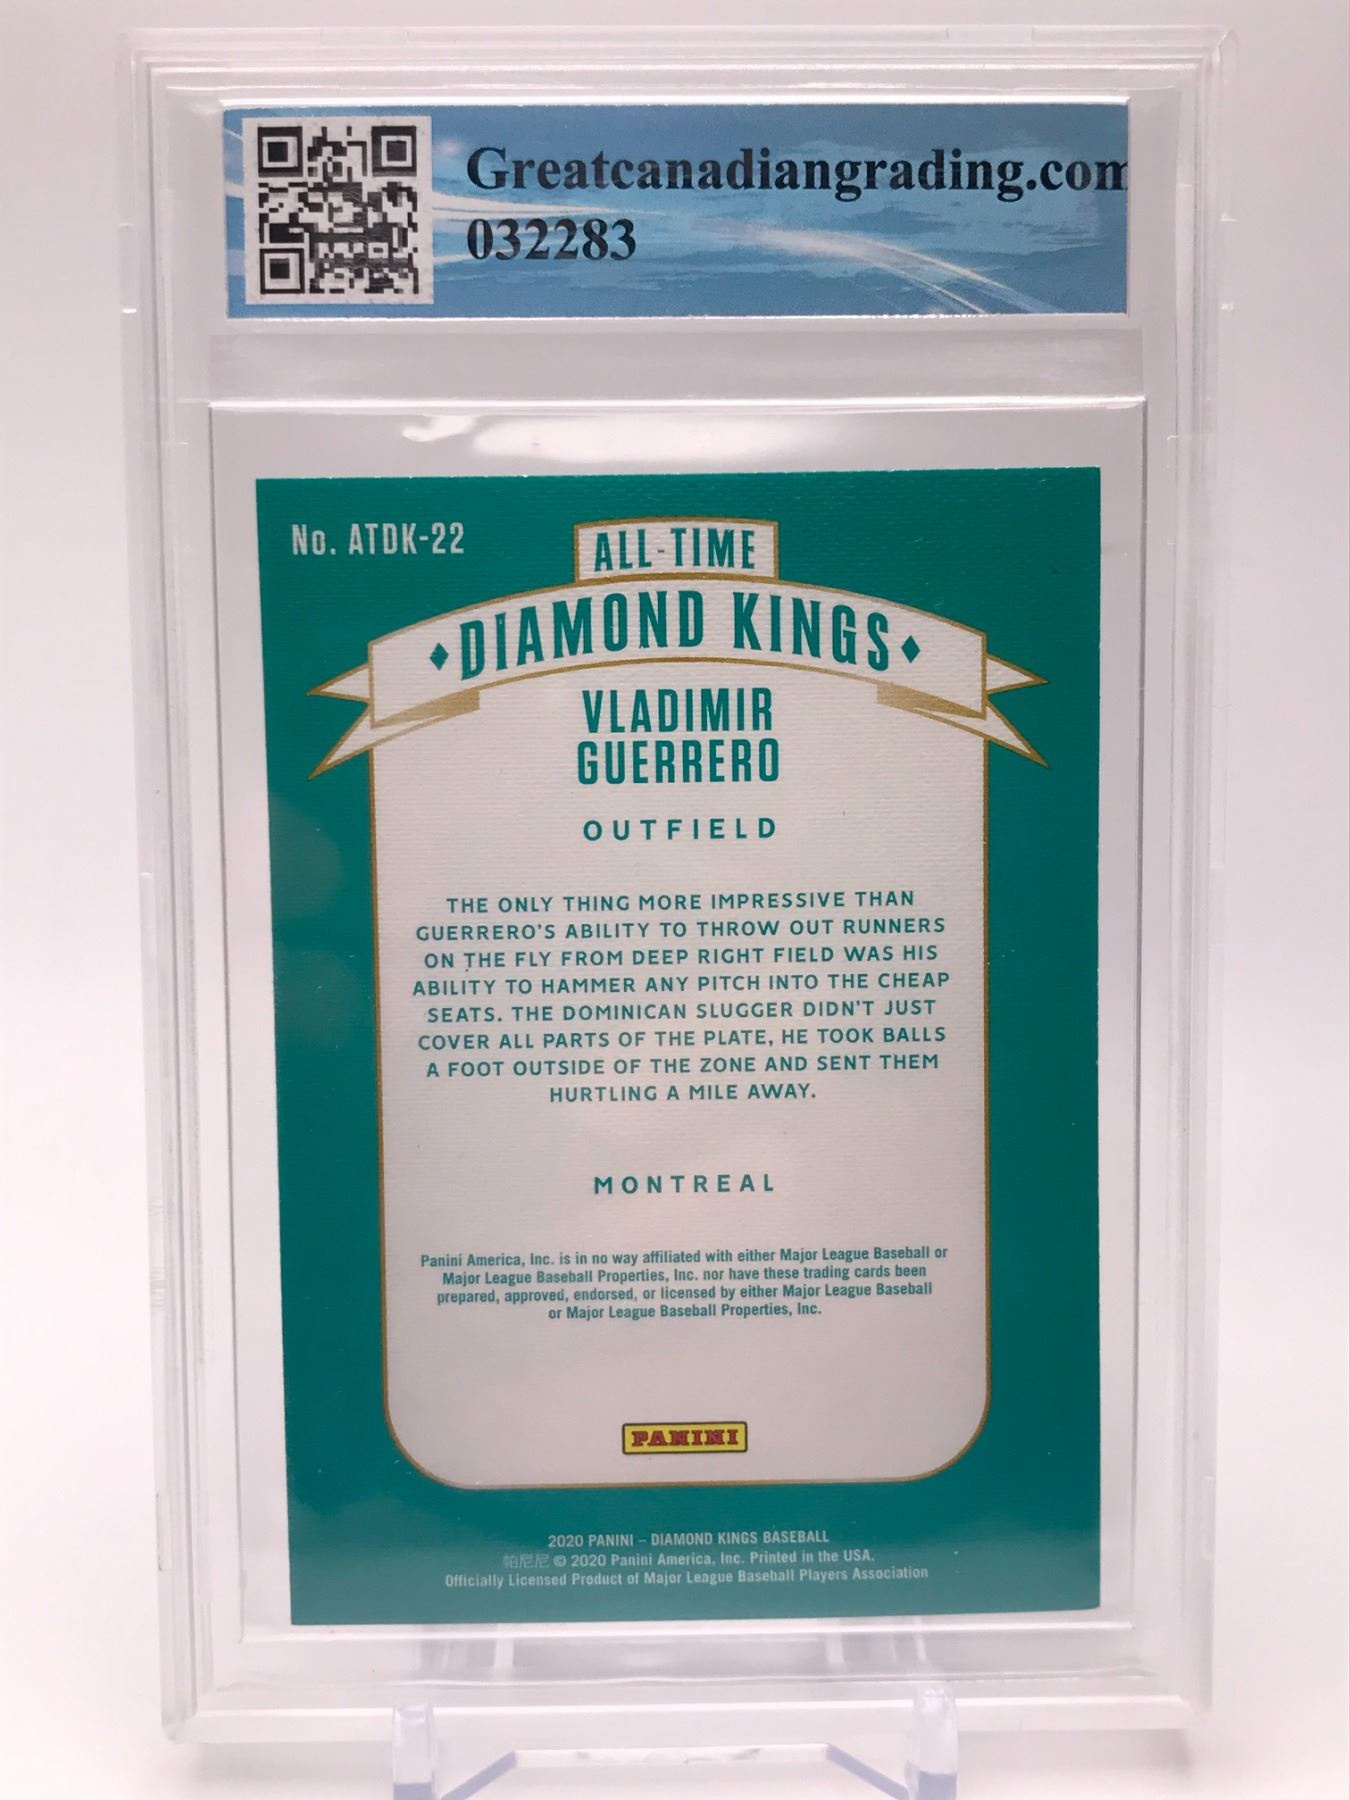 Greatcanadiangrading.com
032283
No. ATDK-22
ALL-TIME
DIAMOND KINGS
VLADIMIR
GUERRERO
OUTFIELD
THE ONLY THING MORE IMPRESSIVE THAN
GUERRERO'S ABILITY TO THROW OUT RUNNERS
ON THE FLY FROM DEEP RIGHT FIELD WAS HIS
ABILITY TO HAMMER ANY PITCH INTO THE CHEAP
SEATS. THE DOMINICAN SLUGGER DIDN'T JUST
COVER ALL PARTS OF THE PLATE, HE TOOK BALLS
A FOOT OUTSIDE OF THE ZONE AND SENT THEM
HURTLING A MILE AWAY.
MONTREAL
Panini America, Inc. is in no way affiliated with either Major League Baseball or
Major League Baseball Properties, Inc. nor have these trading cards been
prepared, approved, endorsed, or licensed by either Major League Baseball
or Major League Baseball Properties, Inc.
PANINI
2020 PANINI – DIAMOND KINGS BASEBALL
帕尼尼 © 2020 Panini America, Inc. Printed in the USA.
Officially Licensed Product of Major League Baseball Players Association